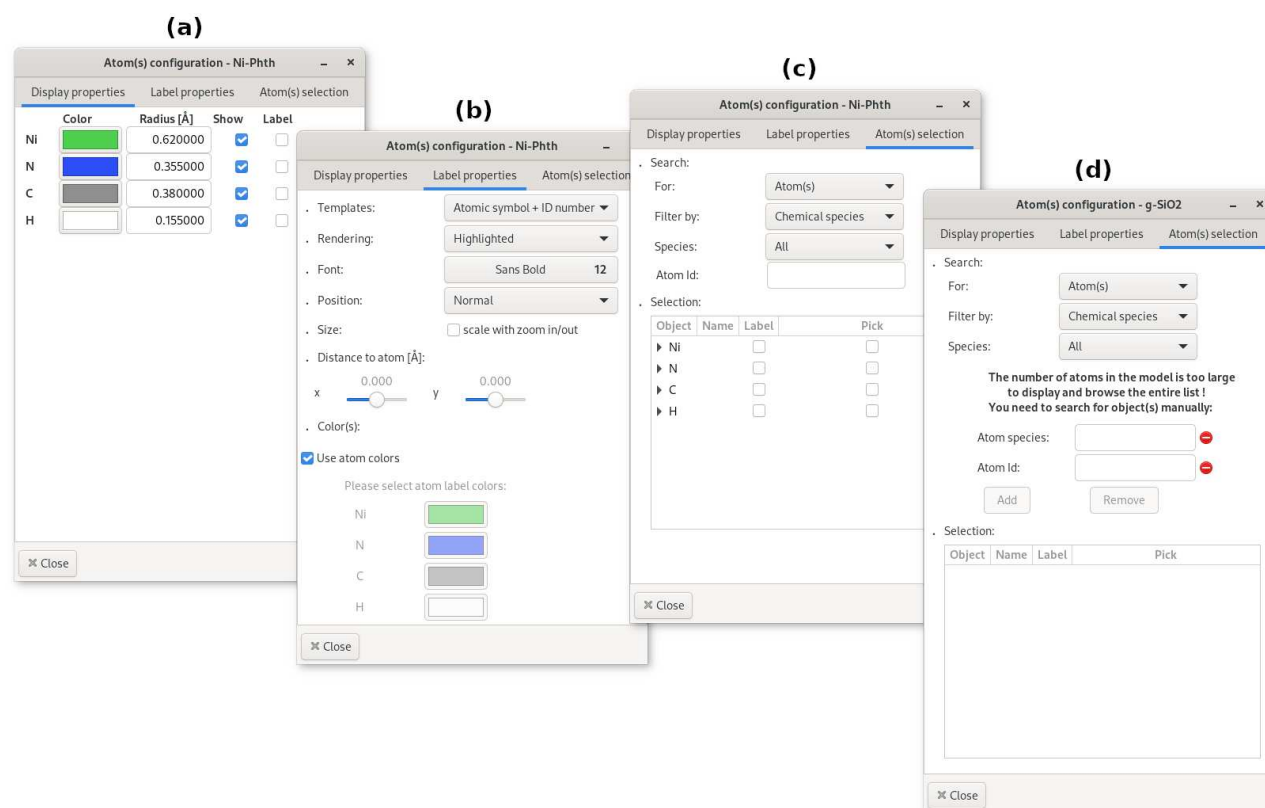 (a)
Atom(s) configuration - Ni-Phth
Display properties Label properties Atom(s) selection
Color Radius [Å] Show Label
Ni 0.620000
N 0.355000
C 0.380000
H 0.155000
Close
(b)
Atom(s) configuration - Ni-Phth
Display properties Label properties Atom(s) selection
. Templates: Atomic symbol + ID number
. Rendering: Highlighted
. Font: Sans Bold 12
. Position: Normal
. Size: scale with zoom in/out
. Distance to atom [Å]:
x 0.000 y 0.000
. Color(s):
Use atom colors
Please select atom label colors:
Ni
N
C
H
Close
(c)
Atom(s) configuration - Ni-Phth
Display properties Label properties Atom(s) selection
. Search:
For: Atom(s)
Filter by: Chemical species
Species: All
Atom Id:
. Selection:
Object Name Label Pick
Ni
N
C
H
Close
(d)
Atom(s) configuration - g-SiO2
Display properties Label properties Atom(s) selection
. Search:
For: Atom(s)
Filter by: Chemical species
Species: All
The number of atoms in the model is too large
to display and browse the entire list !
You need to search for object(s) manually:
Atom species:
Atom Id:
Add Remove
. Selection:
Object Name Label Pick
Close